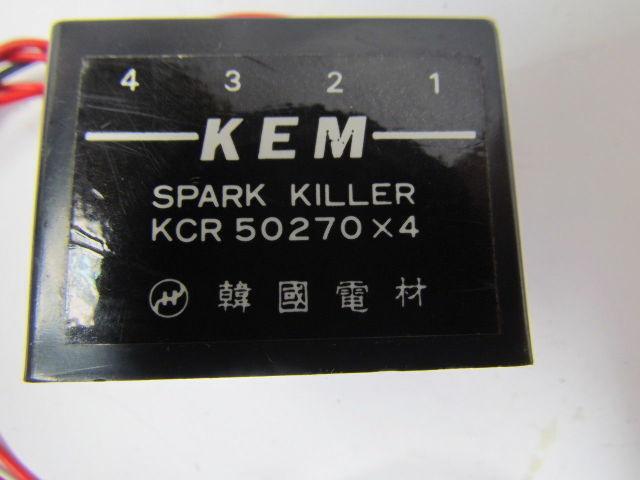 4 3 2 1
KEM
SPARK KILLER
KCR 50270×4
韓國電材